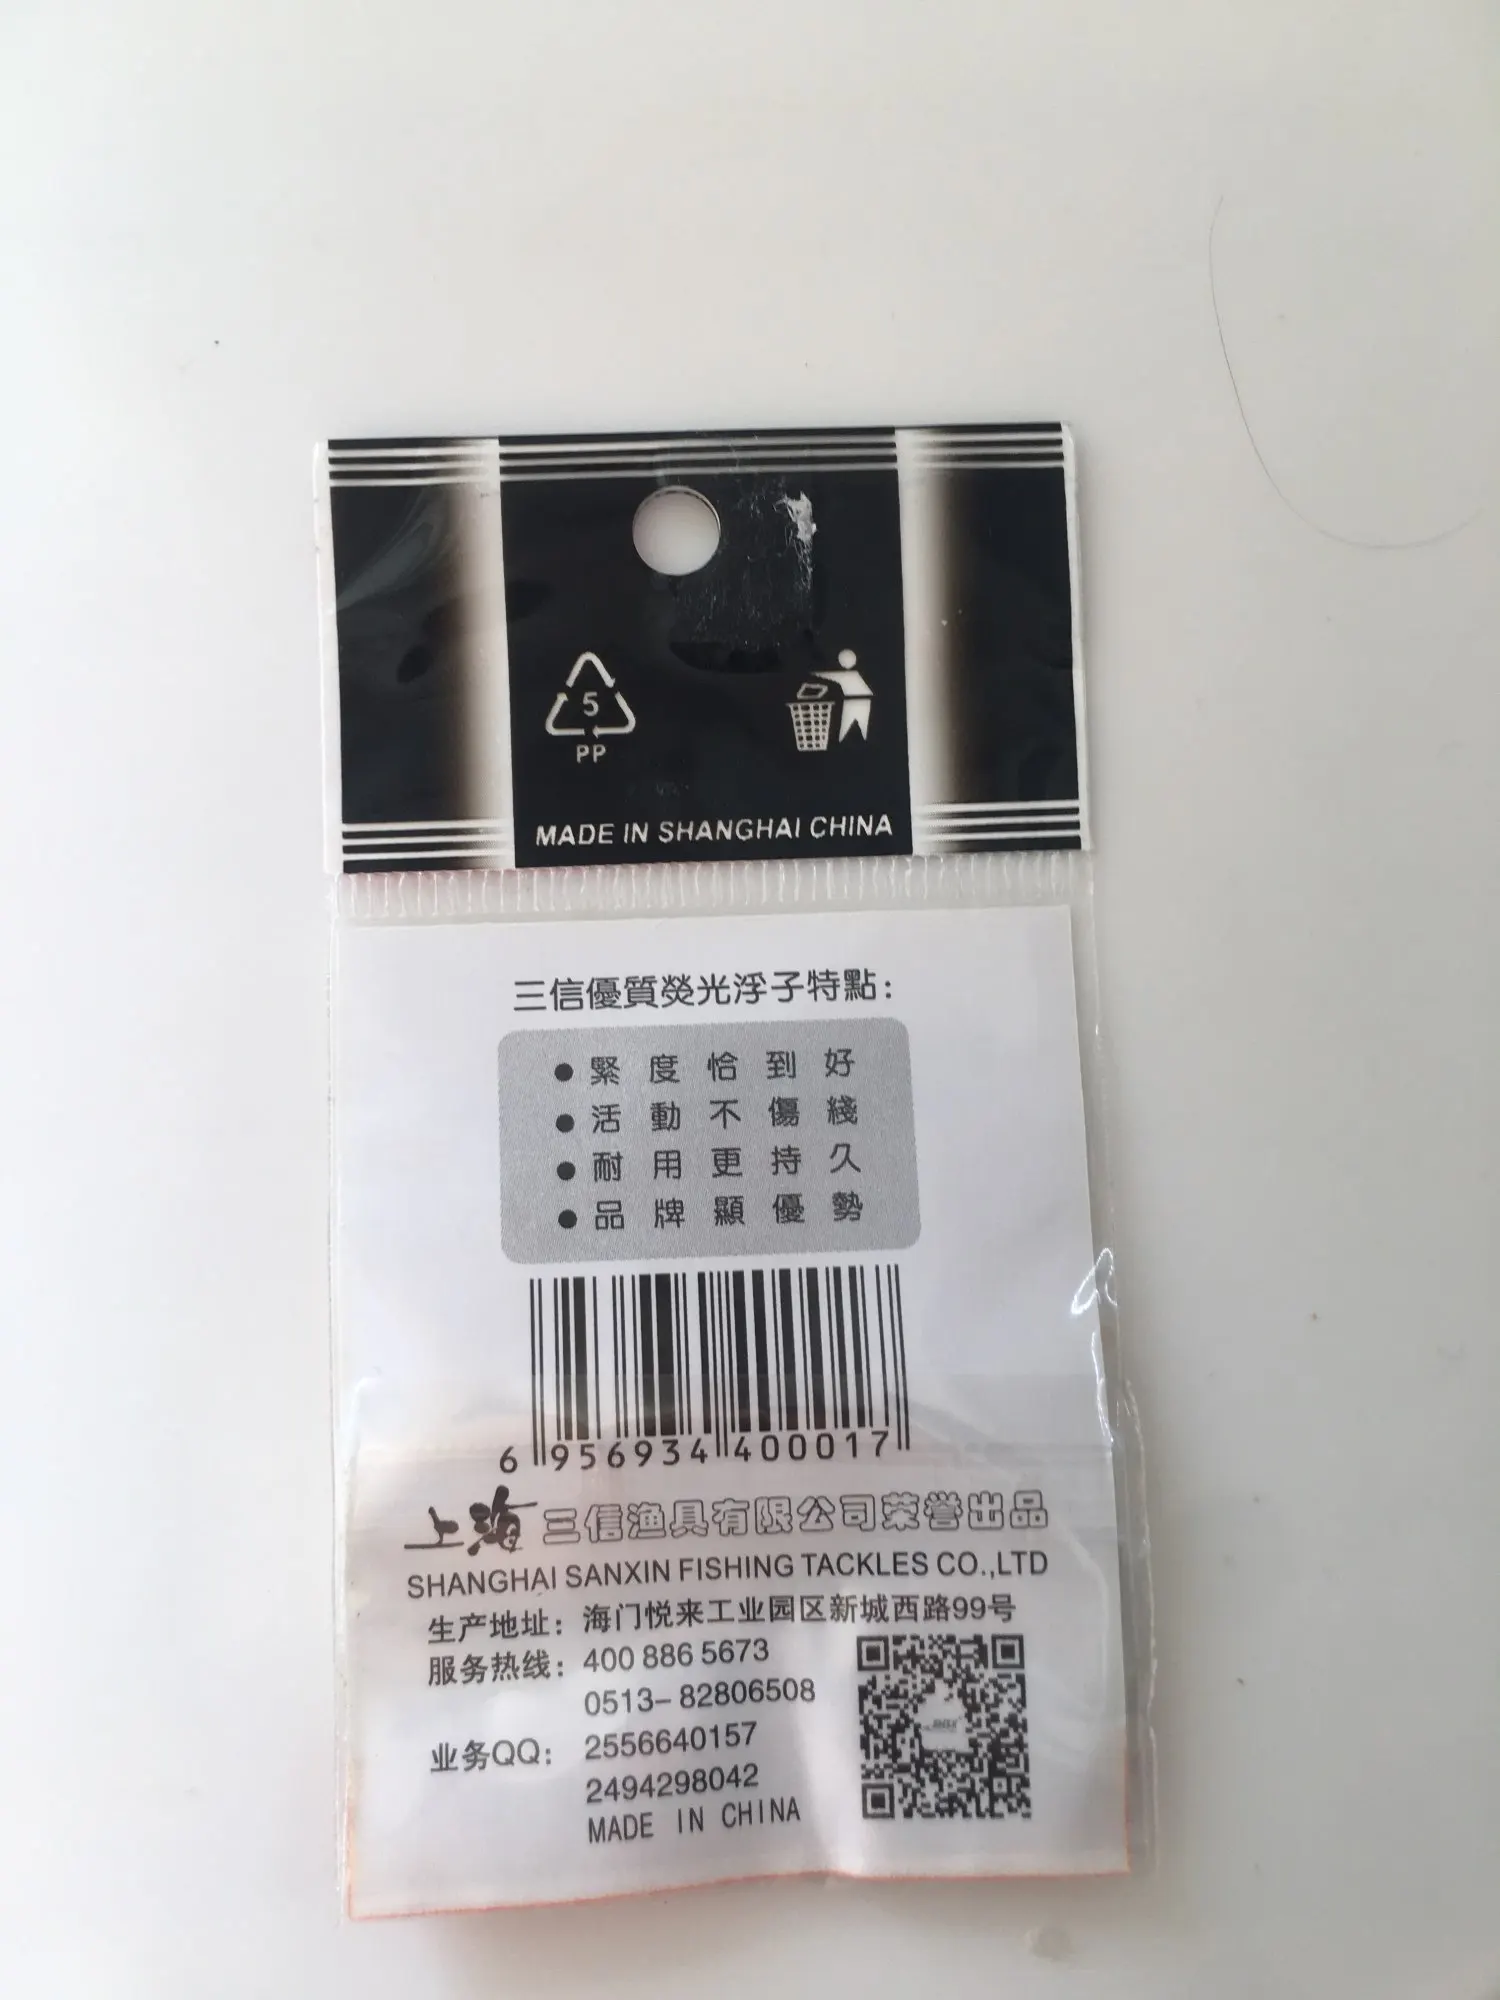 5
PP
MADE IN SHANGHAI CHINA
三信優質熒光浮子特點:
● 緊度恰到好
● 活動不傷綫
● 耐用更持久
● 品牌顯優勢
6 956934 400017
上海三信渔具有限公司荣誉出品
SHANGHAI SANXIN FISHING TACKLES CO.,LTD
生产地址：海门悦来工业园区新城西路99号
服务热线：400 886 5673
0513-82806508
业务QQ：2556640157
2494298042
MADE IN CHINA